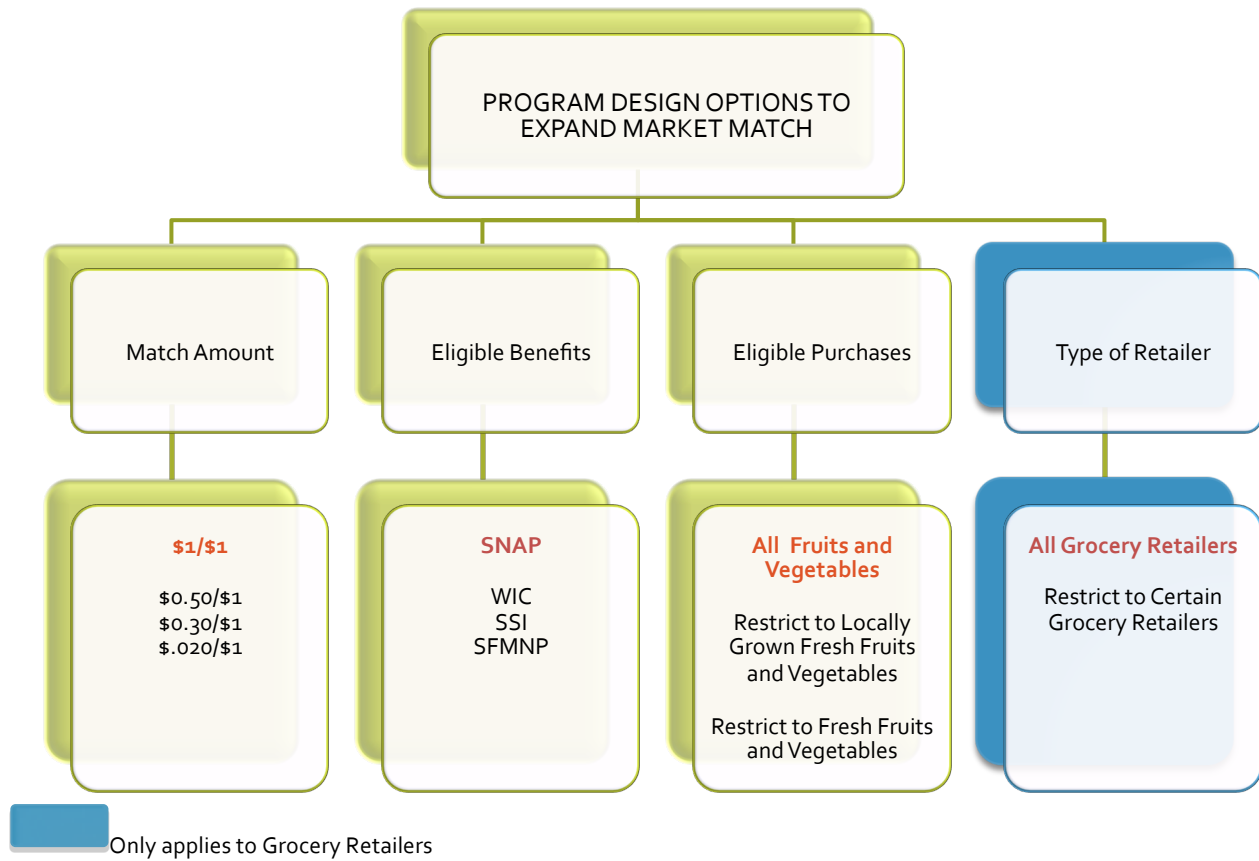 PROGRAM DESIGN OPTIONS TO
EXPAND MARKET MATCH
Match Amount
Eligible Benefits
Eligible Purchases
Type of Retailer
$1/$1
$0.50/$1
$0.30/$1
$.020/$1
SNAP
WIC
SSI
SFMNP
All Fruits and
Vegetables
Restrict to Locally
Grown Fresh Fruits
and Vegetables
Restrict to Fresh Fruits
and Vegetables
All Grocery Retailers
Restrict to Certain
Grocery Retailers
Only applies to Grocery Retailers